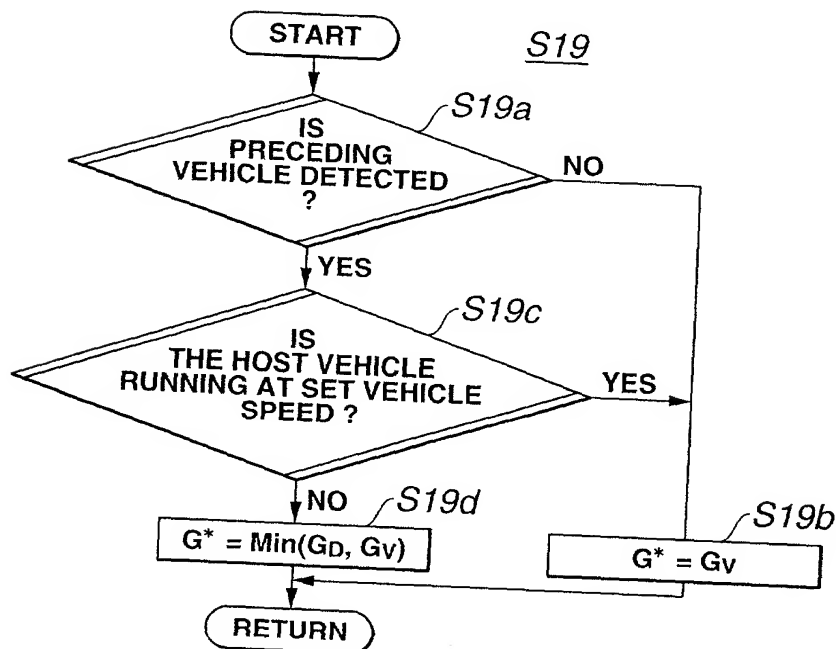 START
S19
S19a
IS
PRECEDING
VEHICLE DETECTED
?
NO
YES
S19c
IS
THE HOST VEHICLE
RUNNING AT SET VEHICLE
SPEED ?
YES
NO
S19d
G* = Min(GD, GV)
S19b
G* = GV
RETURN